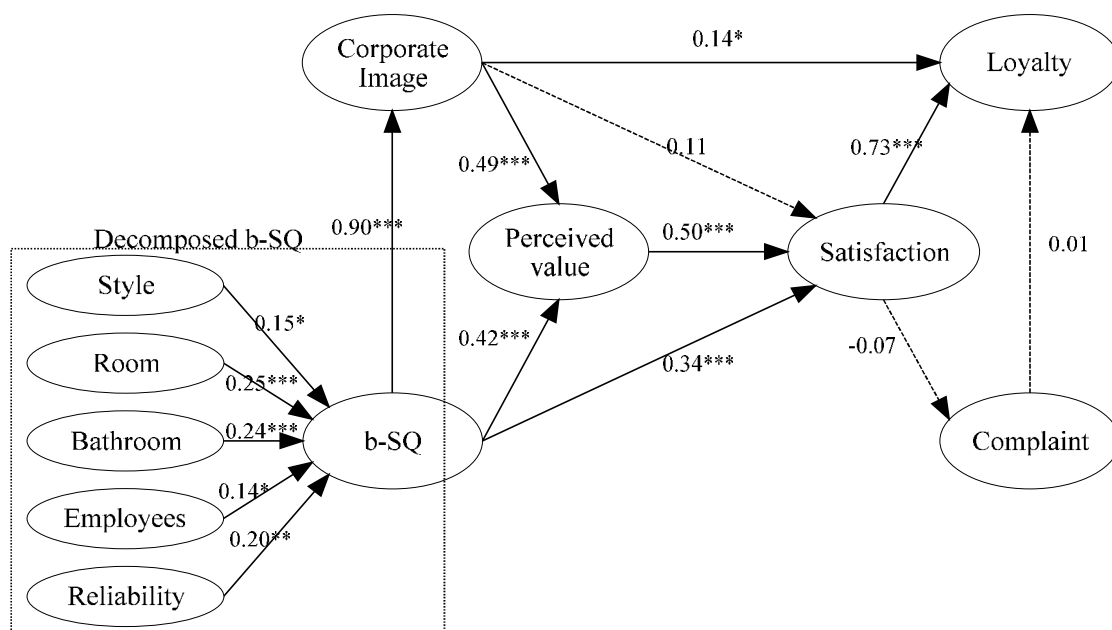 Corporate
Image
0.14*
Loyalty
0.11
0.49***
0.73***
0.90***
Perceived
value
0.50***
Satisfaction
0.01
Decomposed b-SQ
Style
0.15*
0.42***
0.34***
-0.07
Room
0.25***
Bathroom
0.24***
b-SQ
Complaint
Employees
0.14*
0.20**
Reliability